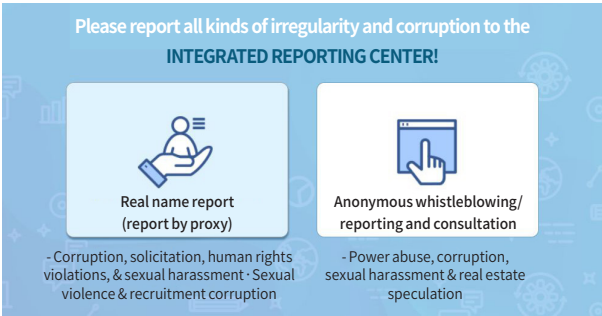 Please report all kinds of irregularity and corruption to the
INTEGRATED REPORTING CENTER!
Real name report
(report by proxy)
- Corruption, solicitation, human rights
violations, & sexual harassment · Sexual
violence & recruitment corruption
Anonymous whistleblowing/
reporting and consultation
- Power abuse, corruption,
sexual harassment & real estate
speculation